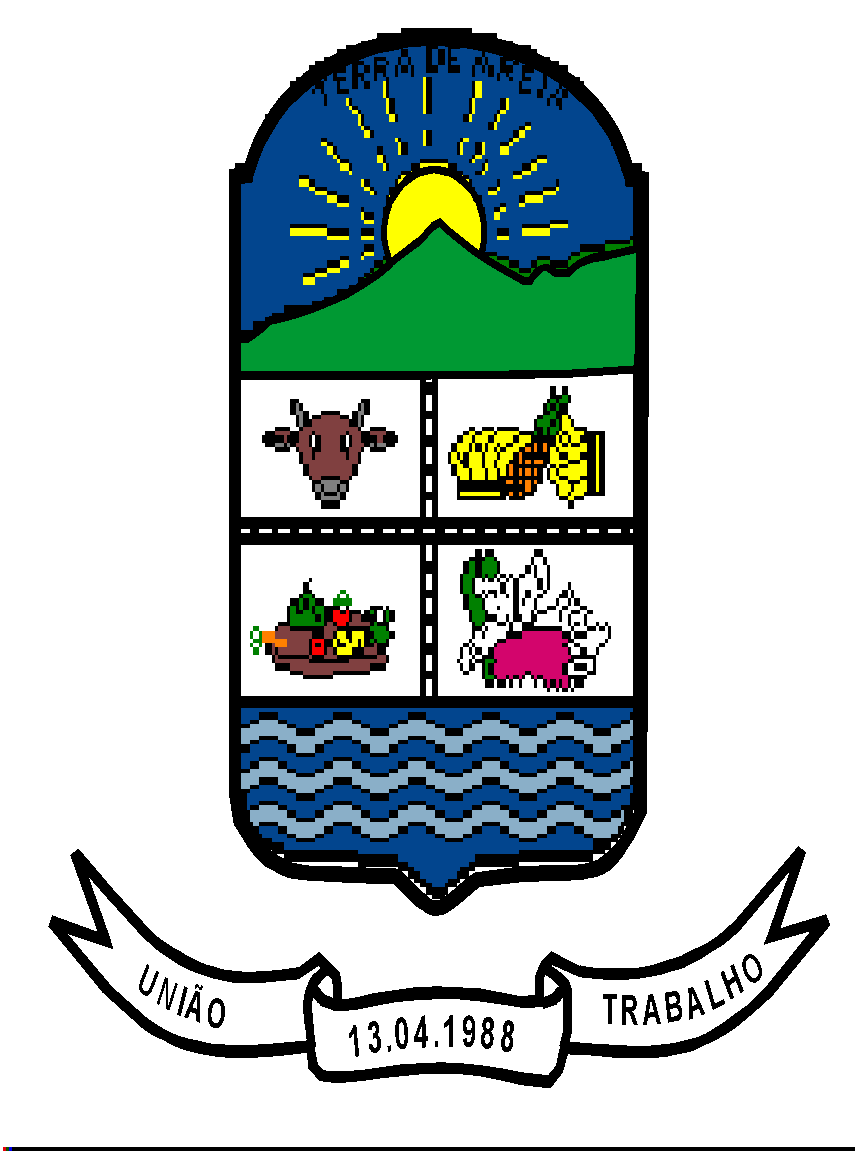 TERRA DE AREIA
UNIÃO
13.04.1988
TRABALHO